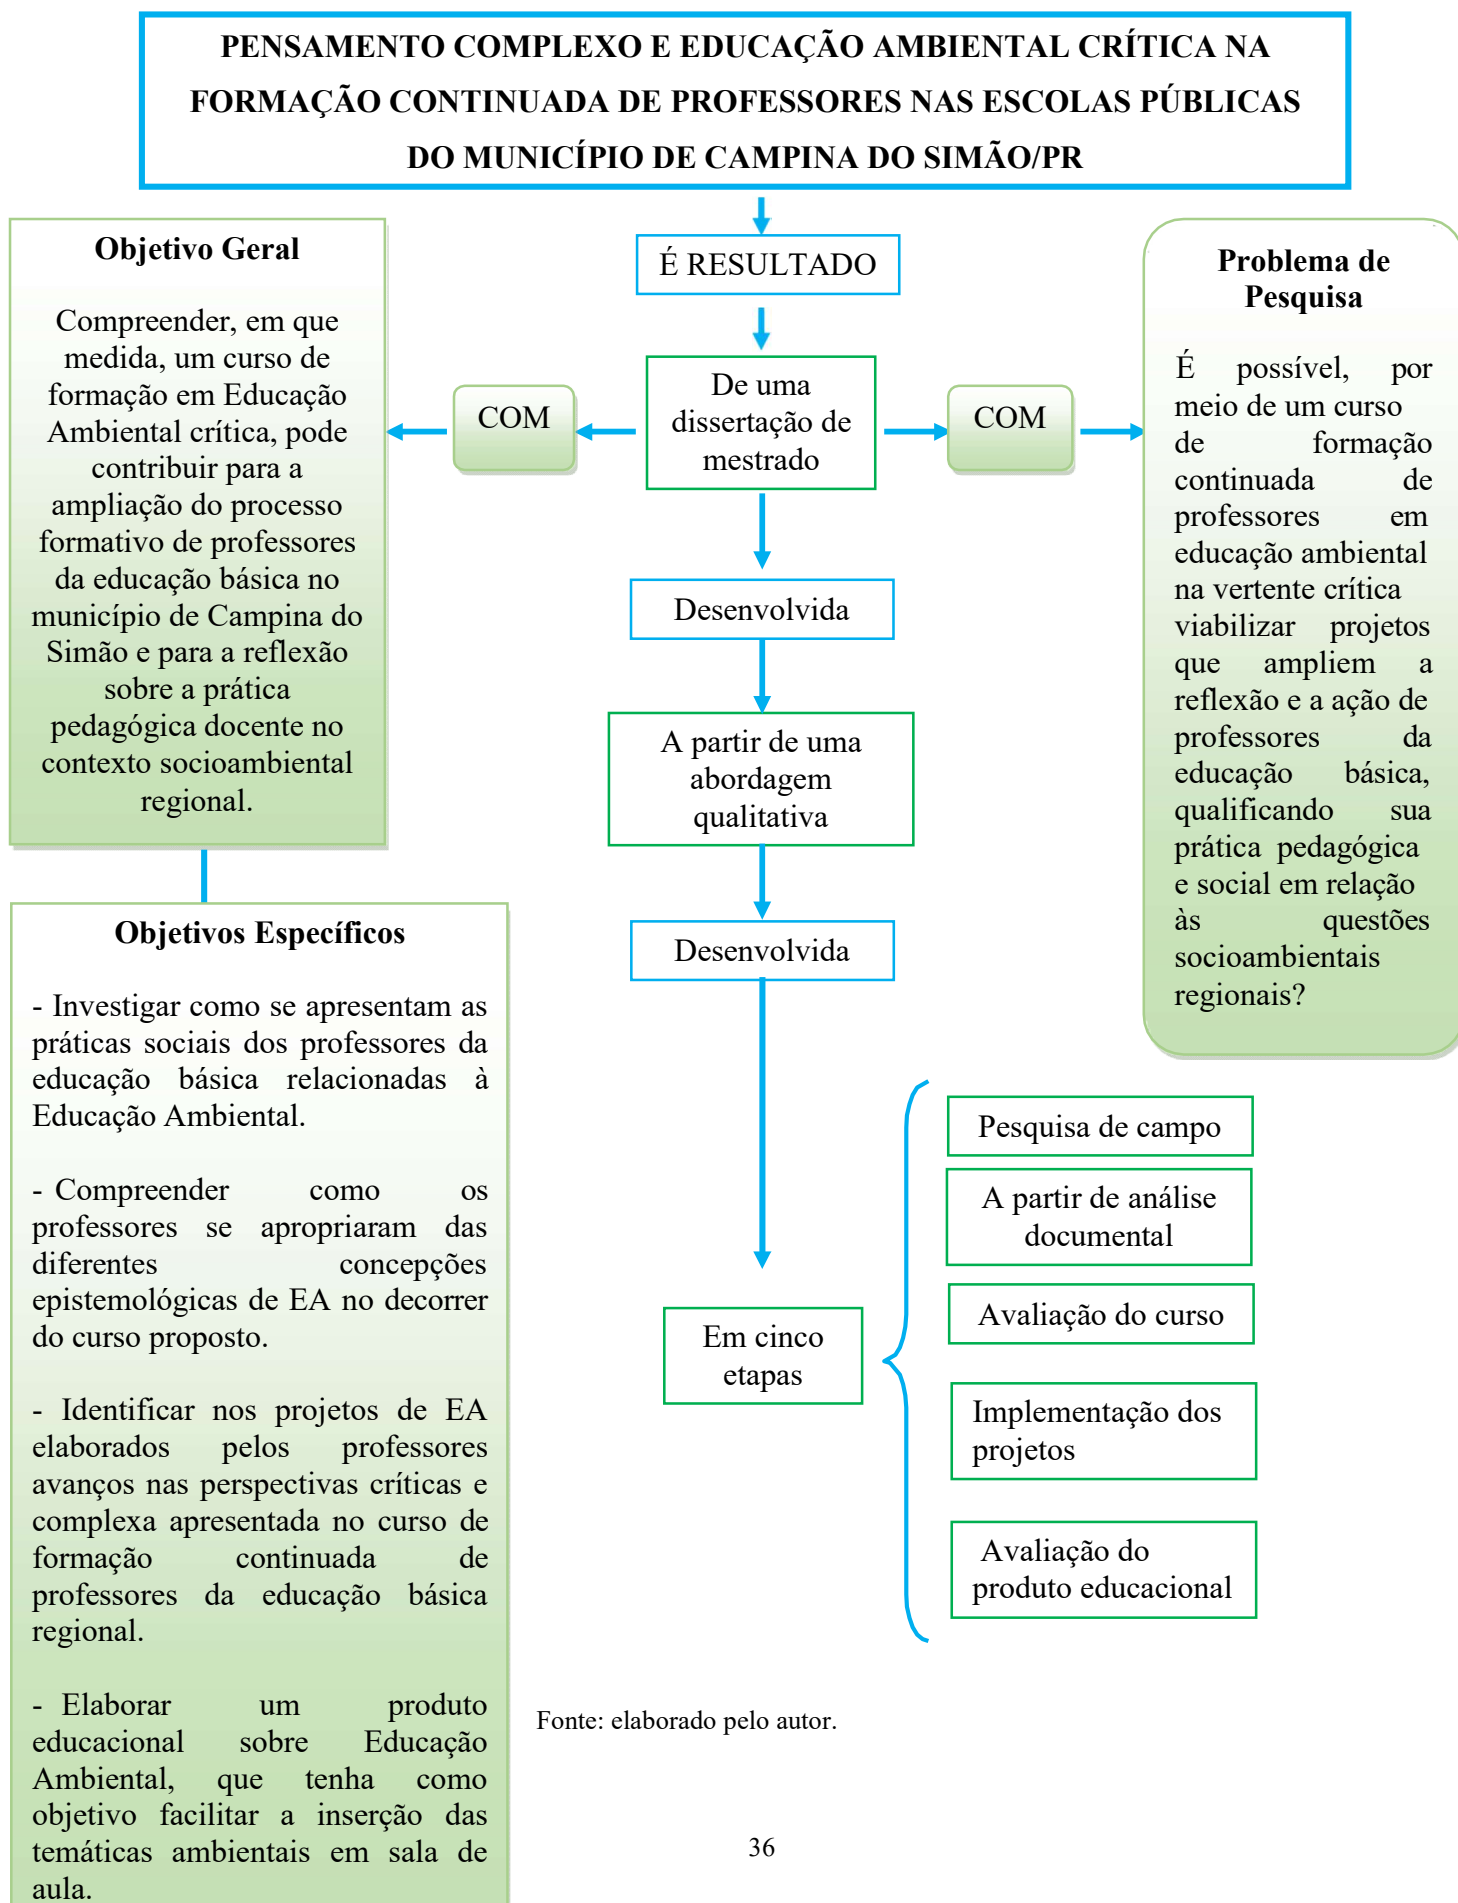 PENSAMENTO COMPLEXO E EDUCAÇÃO AMBIENTAL CRÍTICA NA
FORMAÇÃO CONTINUADA DE PROFESSORES NAS ESCOLAS PÚBLICAS
DO MUNICÍPIO DE CAMPINA DO SIMÃO/PR
Objetivo Geral
Compreender, em que
medida, um curso de
formação em Educação
Ambiental crítica, pode
contribuir para a
ampliação do processo
formativo de professores
da educação básica no
município de Campina do
Simão e para a reflexão
sobre a prática
pedagógica docente no
contexto socioambiental
regional.
Objetivos Específicos
- Investigar como se apresentam as
práticas sociais dos professores da
educação básica relacionadas à
Educação Ambiental.
- Compreender como os
professores se apropriaram das
diferentes concepções
epistemológicas de EA no decorrer
do curso proposto.
- Identificar nos projetos de EA
elaborados pelos professores
avanços nas perspectivas críticas e
complexa apresentada no curso de
formação continuada de
professores da educação básica
regional.
- Elaborar um produto
educacional sobre Educação
Ambiental, que tenha como
objetivo facilitar a inserção das
temáticas ambientais em sala de
aula.
É RESULTADO
De uma
dissertação de
mestrado
COM
COM
Desenvolvida
A partir de uma
abordagem
qualitativa
Desenvolvida
Em cinco
etapas
Problema de
Pesquisa
É possível, por
meio de um curso
de formação
continuada de
professores em
educação ambiental
na vertente crítica
viabilizar projetos
que ampliem a
reflexão e a ação de
professores da
educação básica,
qualificando sua
prática pedagógica
e social em relação
às questões
socioambientais
regionais?
Pesquisa de campo
A partir de análise
documental
Avaliação do curso
Implementação dos
projetos
Avaliação do
produto educacional
Fonte: elaborado pelo autor.
36